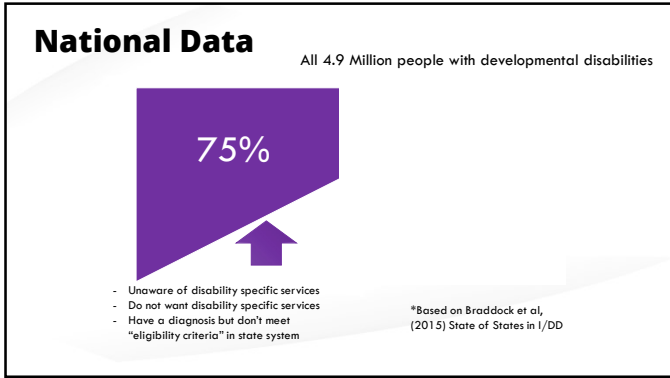 National Data
All 4.9 Million people with developmental disabilities
75%
- Unaware of disability specific services
- Do not want disability specific services
- Have a diagnosis but don't meet
"eligibility criteria" in state system
*Based on Braddock et al,
(2015) State of States in I/DD